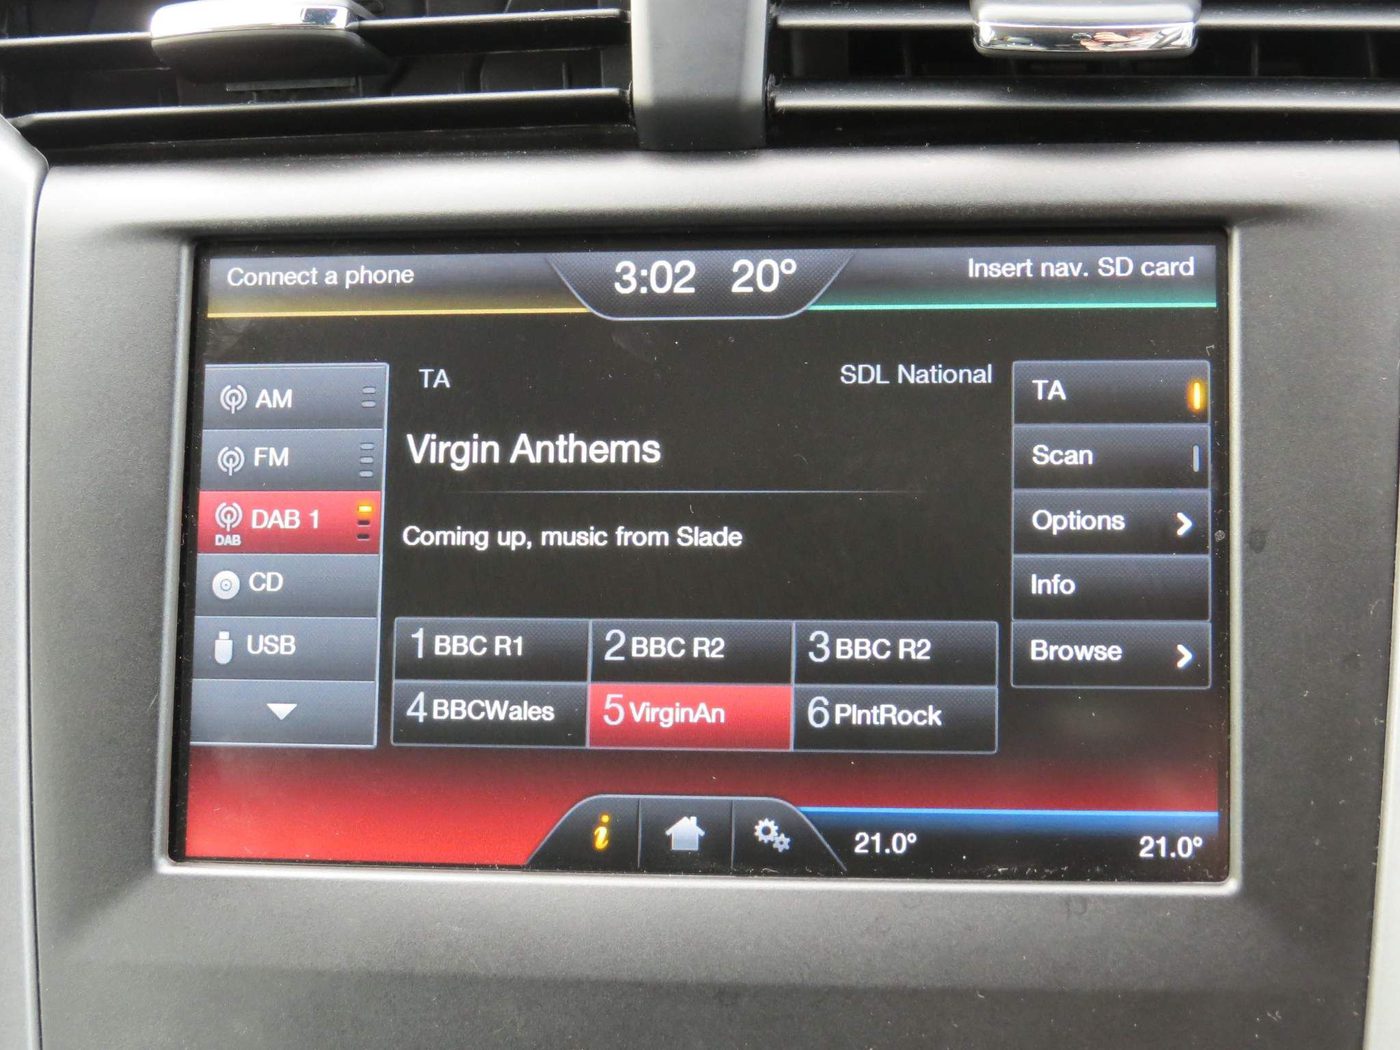 Connect a phone
3:02 20°
Insert nav. SD card
AM
FM
DAB 1
DAB
CD
USB
TA
SDL National
Virgin Anthems
Coming up, music from Slade
1 BBC R1
2 BBC R2
3 BBC R2
4 BBCWales
5 VirginAn
6 PlntRock
TA
Scan
Options
Info
Browse
i
21.0°
21.0°